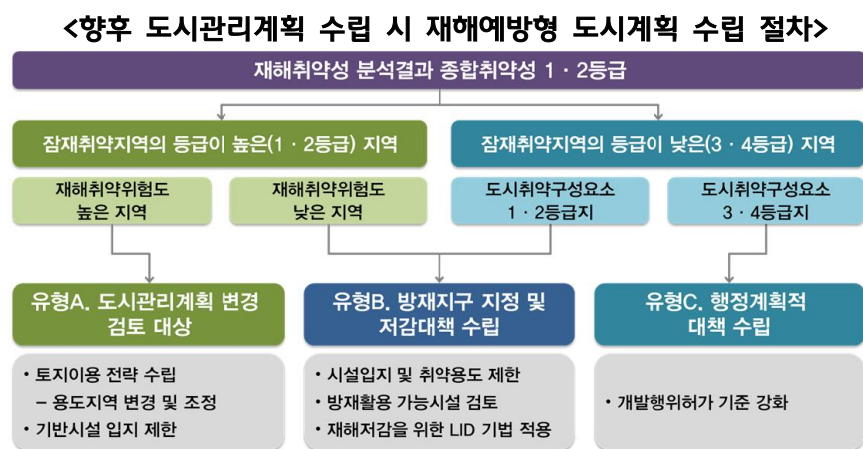 <향후 도시관리계획 수립 시 재해예방형 도시계획 수립 절차>
재해취약성 분석결과 종합취약성 1 · 2등급
잠재취약지역의 등급이 높은(1 · 2등급) 지역
잠재취약지역의 등급이 낮은(3 · 4등급) 지역
재해취약위험도
높은 지역
재해취약위험도
낮은 지역
도시취약구성요소
1 · 2등급지
도시취약구성요소
3 · 4등급지
유형A. 도시관리계획 변경
검토 대상
유형B. 방재지구 지정 및
저감대책 수립
유형C. 행정계획적
대책 수립
• 토지이용 전략 수립
– 용도지역 변경 및 조정
• 기반시설 입지 제한
• 시설입지 및 취약용도 제한
• 방재활용 가능시설 검토
• 재해저감을 위한 LID 기법 적용
• 개발행위허가 기준 강화